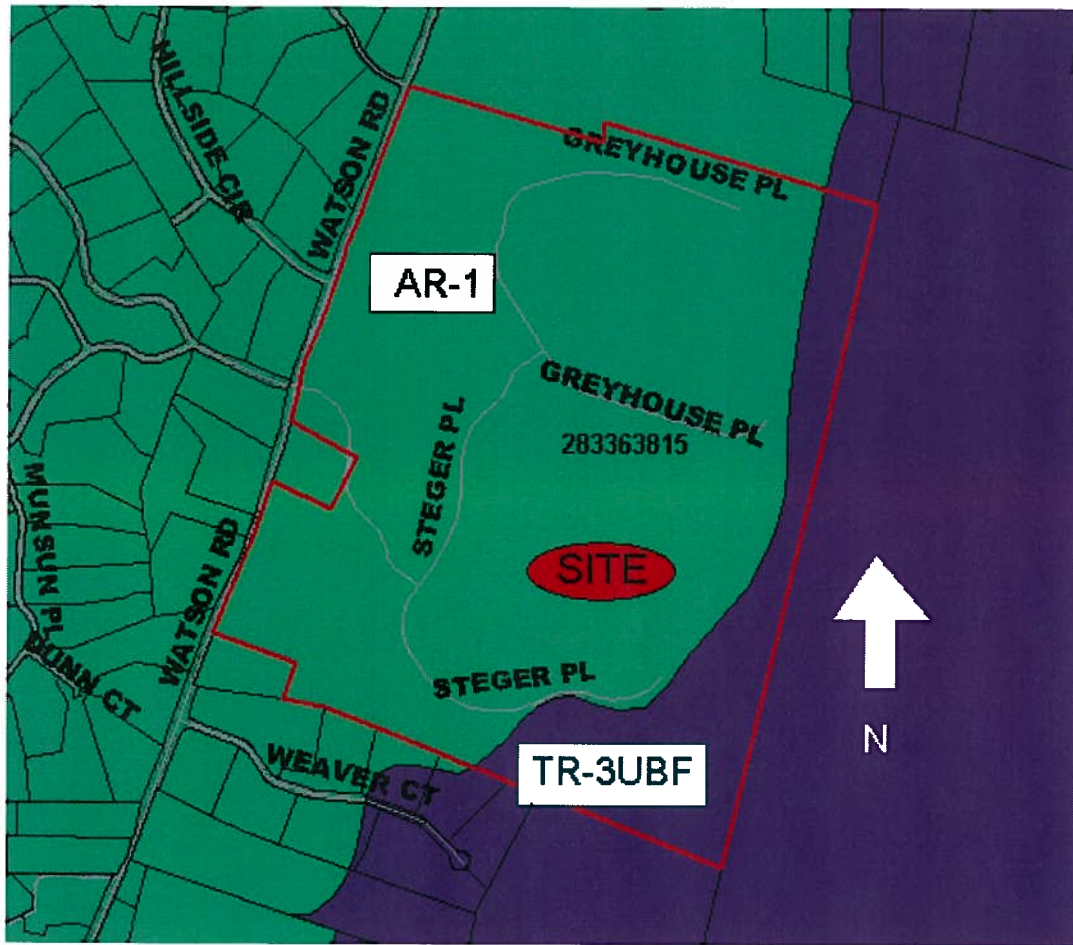 HILLSIDE CIR
WATSON RD
GREYHOUSE PL
AR-1
GREYHOUSE PL
283363815
STEGER PL
MUNSUN PL
WATSON RD
SITE
DUNN CT
STEGER PL
WEAVER CT
TR-3UBF
N